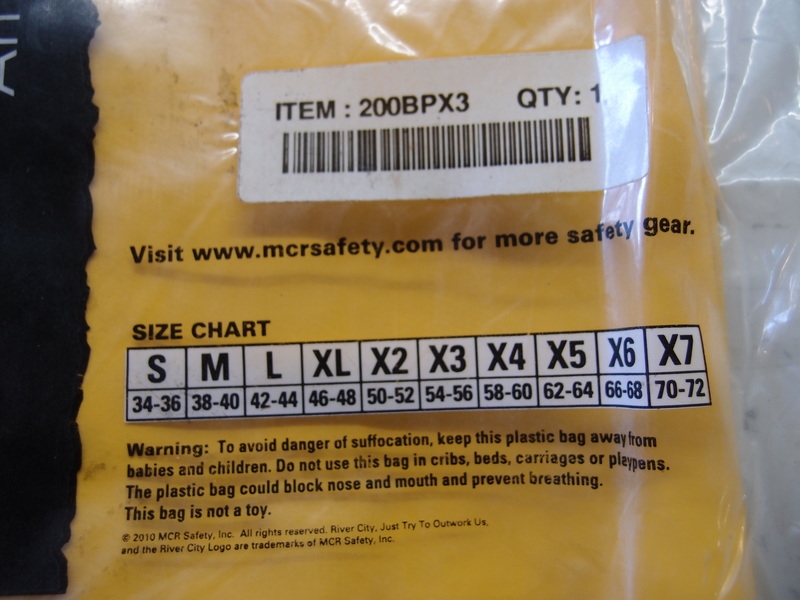 ITEM : 200BPX3 QTY: 1
Visit www.mcrsafety.com for more safety gear.
SIZE CHART
S M L XL X2 X3 X4 X5 X6 X7
34-36 38-40 42-44 46-48 50-52 54-56 58-60 62-64 66-68 70-72
Warning: To avoid danger of suffocation, keep this plastic bag away from
babies and children. Do not use this bag in cribs, beds, carriages or playpens.
The plastic bag could block nose and mouth and prevent breathing.
This bag is not a toy.
© 2010 MCR Safety, Inc. All rights reserved. River City, Just Try To Outwork Us,
and the River City Logo are trademarks of MCR Safety, Inc.